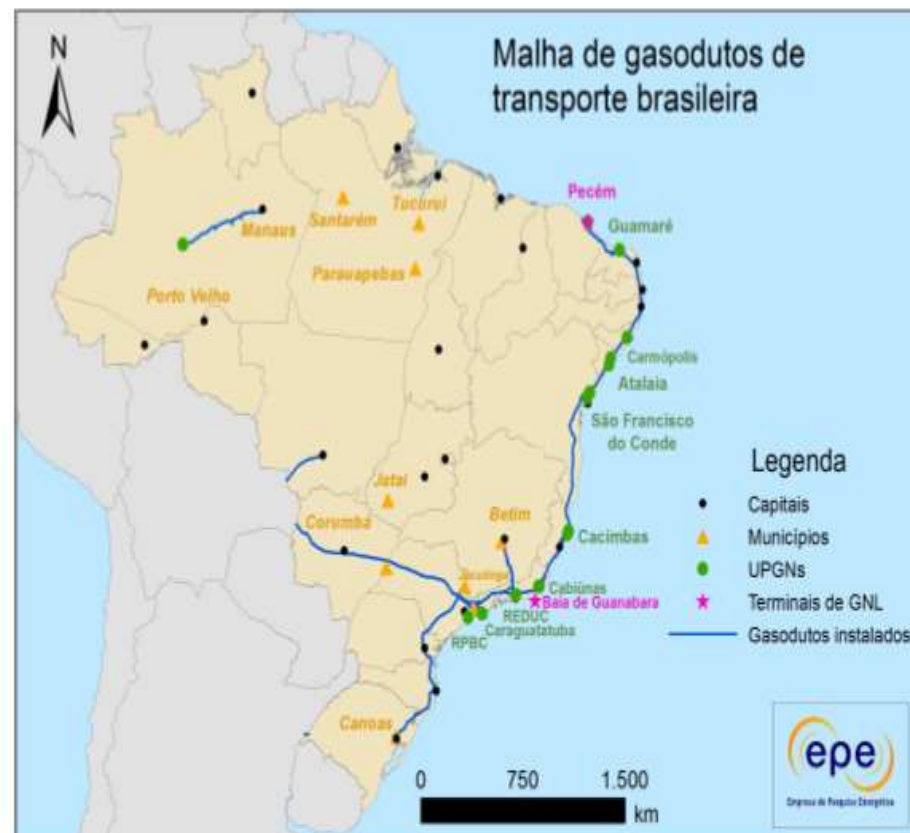 N
Malha de gasodutos de
transporte brasileira
Pecém
Guamaré
Tucuruí
Santarém
Manaus
Parauapebas
Porto Velho
Carmópolis
Atalaia
São Francisco
do Conde
Jataí
Corumbá
Betim
Cacimbas
Cabiúnas
Baia de Guanabara
REDUC
Caraguatatuba
RPBC
Canoas
Legenda
Capitais
Municípios
UPGNs
Terminais de GNL
Gasodutos instalados
0 750 1.500
km
epe
Empresa de Pesquisa Energética